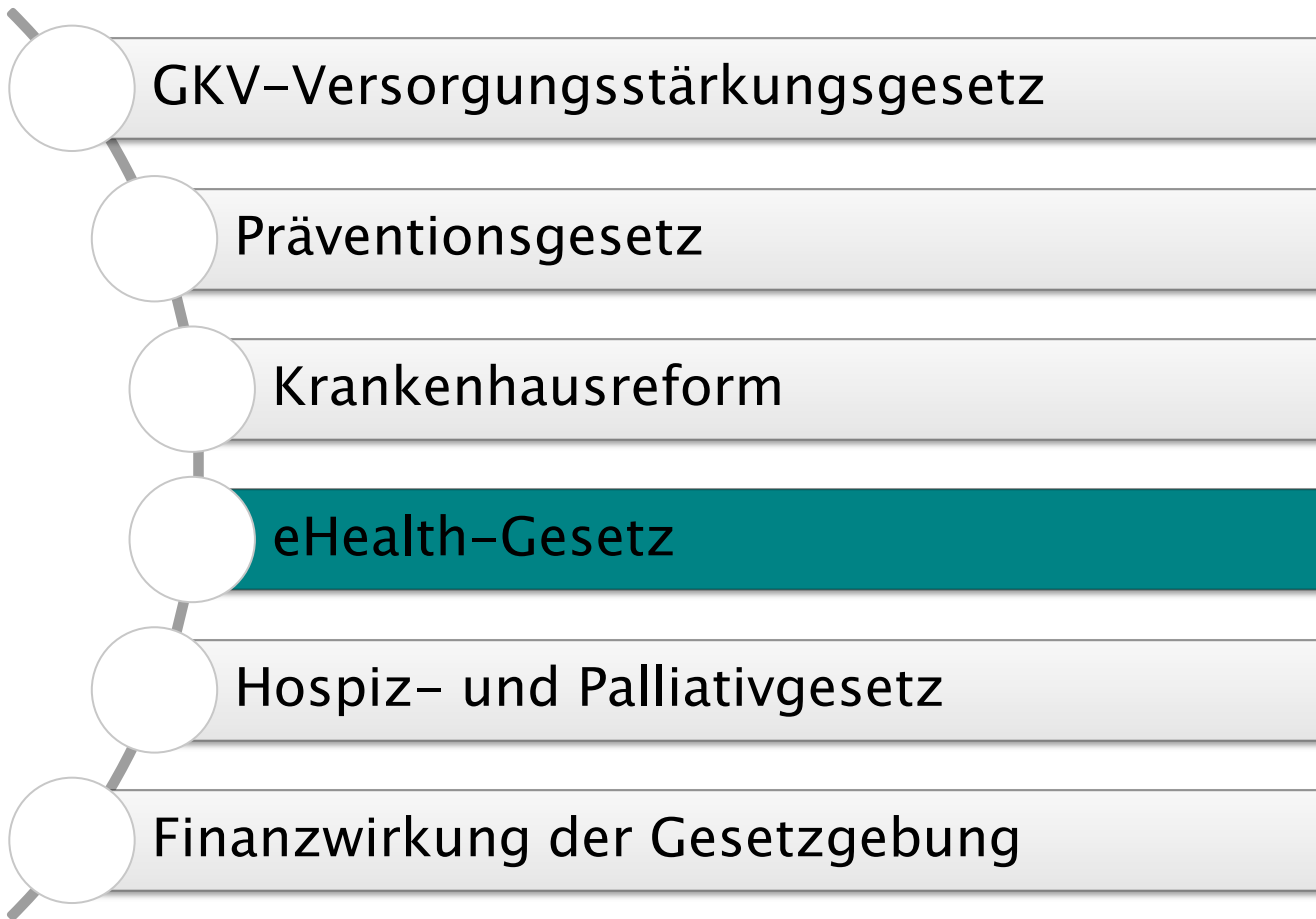 GKV-Versorgungsstärkungsgesetz
Präventionsgesetz
Krankenhausreform
eHealth-Gesetz
Hospiz- und Palliativgesetz
Finanzwirkung der Gesetzgebung